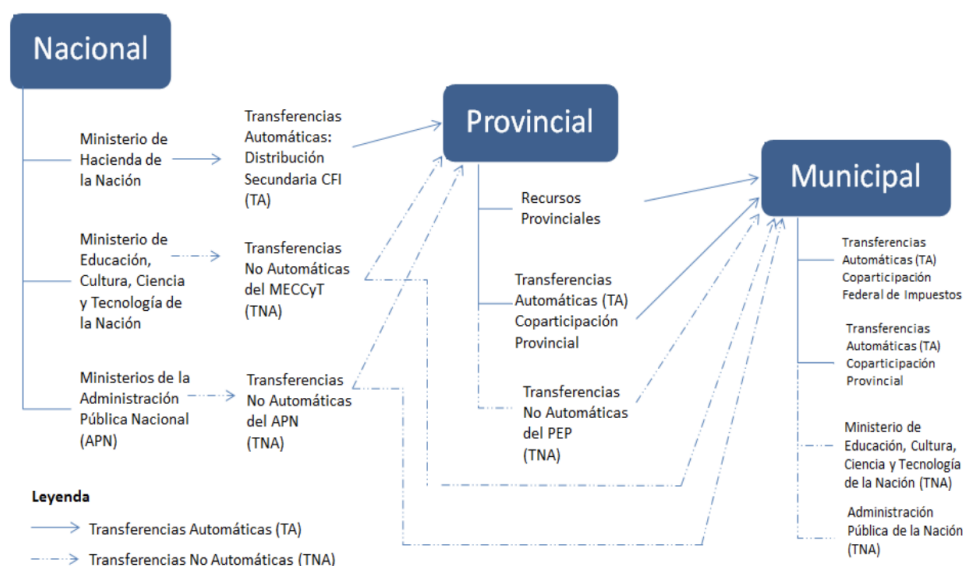 Nacional
Ministerio de
Hacienda de
la Nación
Transferencias
Automáticas:
Distribución
Secundaria CFI
(TA)
Ministerio de
Educación,
Cultura, Ciencia
y Tecnología de
la Nación
Transferencias
No Automáticas
del MECCyT
(TNA)
Ministerios de la
Administración
Pública Nacional
(APN)
Transferencias
No Automáticas
del APN
(TNA)
Provincial
Recursos
Provinciales
Transferencias
Automáticas (TA)
Coparticipación
Provincial
Transferencias
No Automáticas
del PEP
(TNA)
Municipal
Transferencias
Automáticas (TA)
Coparticipación
Federal de Impuestos
Transferencias
Automáticas (TA)
Coparticipación
Provincial
Ministerio de
Educación, Cultura,
Ciencia y Tecnología
de la Nación (TNA)
Administración
Pública de la Nación
(TNA)
Leyenda
Transferencias Automáticas (TA)
Transferencias No Automáticas (TNA)